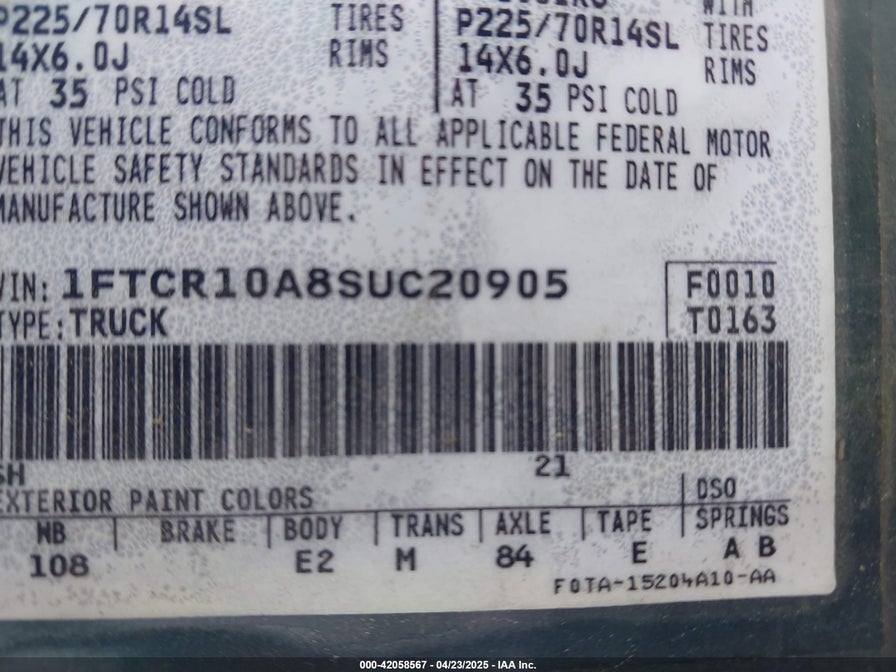 P225/70R14SL TIRES P225/70R14SL TIRES
14X6.0J RIMS 14X6.0J RIMS
AT 35 PSI COLD AT 35 PSI COLD
THIS VEHICLE CONFORMS TO ALL APPLICABLE FEDERAL MOTOR
VEHICLE SAFETY STANDARDS IN EFFECT ON THE DATE OF
MANUFACTURE SHOWN ABOVE.
VIN: 1FTCR10A8SUC20905 F0010
TYPE: TRUCK T0163
SH 21
EXTERIOR PAINT COLORS DSO
WB BRAKE BODY TRANS AXLE TAPE SPRINGS
108 E2 M 84 E A B
F0TA-15204A10-AA
000-42058567 - 04/23/2025 - IAA Inc.